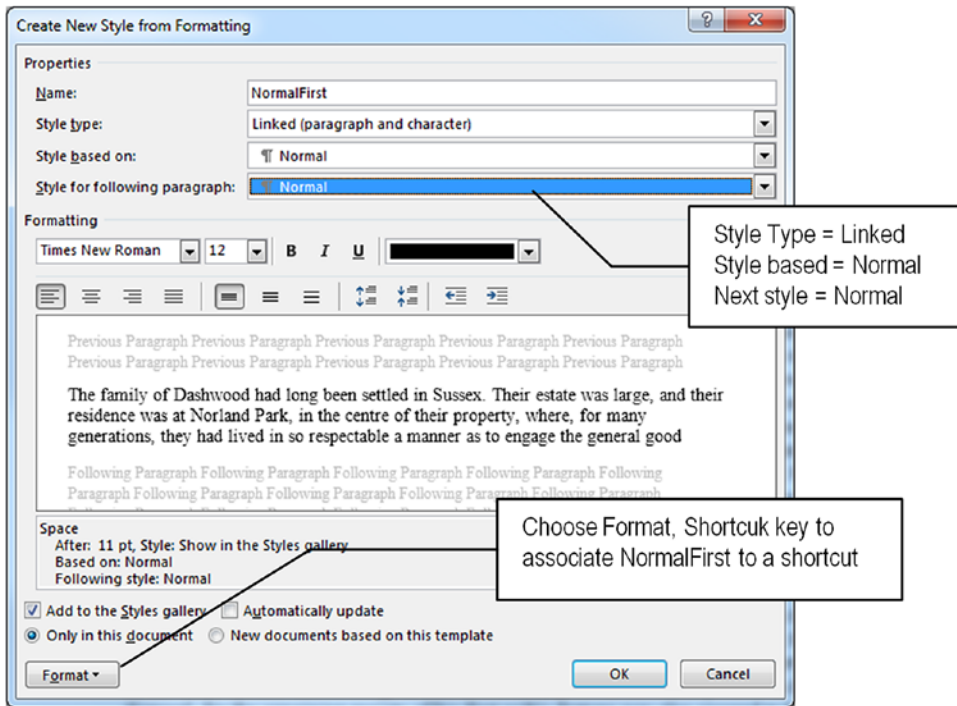 Create New Style from Formatting
Properties
Name: NormalFirst
Style type: Linked (paragraph and character)
Style based on: ¶ Normal
Style for following paragraph: ¶ Normal
Formatting
Times New Roman 12 B I U
Style Type = Linked
Style based = Normal
Next style = Normal
Previous Paragraph Previous Paragraph Previous Paragraph Previous Paragraph Previous Paragraph
Previous Paragraph Previous Paragraph Previous Paragraph Previous Paragraph Previous Paragraph
The family of Dashwood had long been settled in Sussex. Their estate was large, and their
residence was at Norland Park, in the centre of their property, where, for many
generations, they had lived in so respectable a manner as to engage the general good
Following Paragraph Following Paragraph Following Paragraph Following Paragraph Following
Paragraph Following Paragraph Following Paragraph Following Paragraph Following Paragraph
Choose Format, Shortcuk key to
associate NormalFirst to a shortcut
Space
After: 11 pt, Style: Show in the Styles gallery
Based on: Normal
Following style: Normal
Add to the Styles gallery Automatically update
Only in this document New documents based on this template
Format OK Cancel